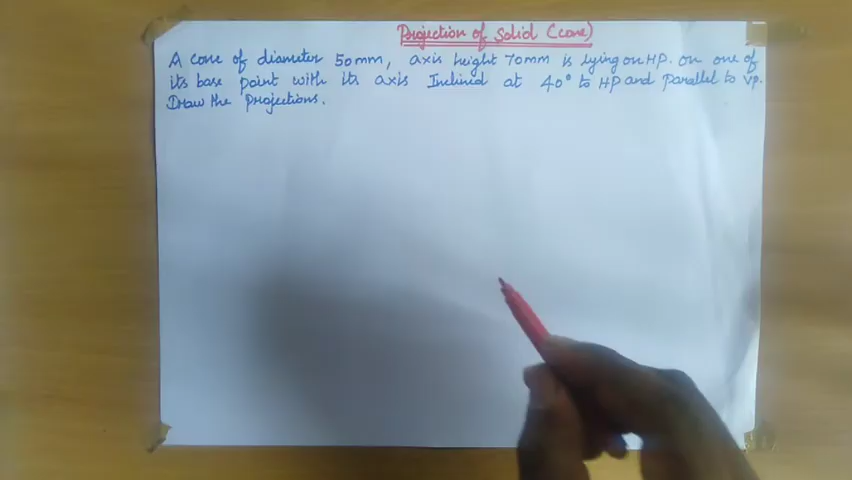 Projection of Solid (cone)
A cone of diameter 50mm, axis height 70mm is lying on HP. on one of
its base point with its axis Inclinid at 40° to HP and parallel to VP.
Draw the Projections.